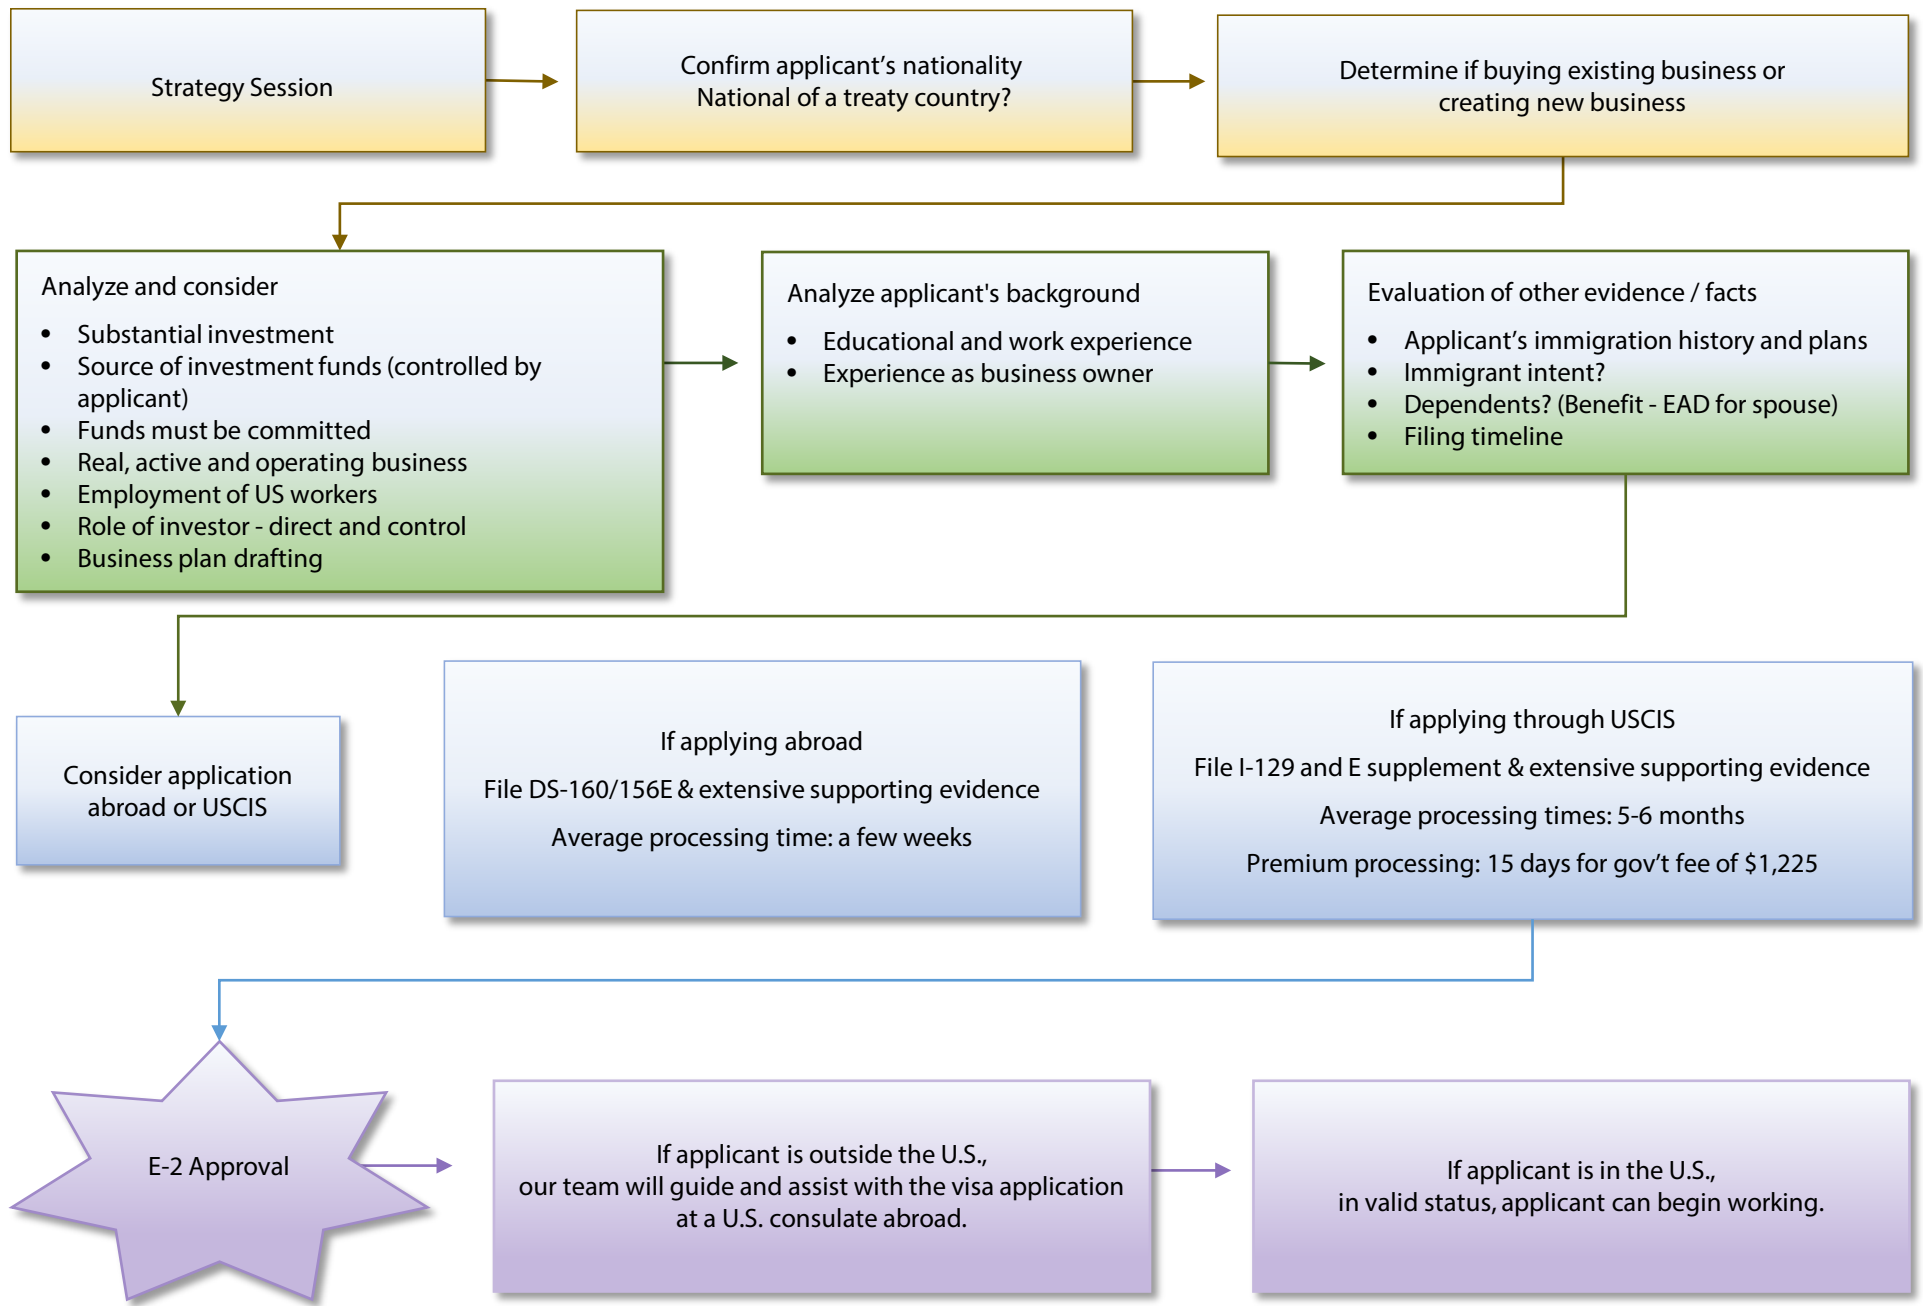 Strategy Session
Confirm applicant’s nationality
National of a treaty country?
Determine if buying existing business or
creating new business
Analyze and consider
• Substantial investment
• Source of investment funds (controlled by
applicant)
• Funds must be committed
• Real, active and operating business
• Employment of US workers
• Role of investor - direct and control
• Business plan drafting
Analyze applicant's background
• Educational and work experience
• Experience as business owner
Evaluation of other evidence / facts
• Applicant’s immigration history and plans
• Immigrant intent?
• Dependents? (Benefit - EAD for spouse)
• Filing timeline
Consider application
abroad or USCIS
If applying abroad
File DS-160/156E & extensive supporting evidence
Average processing time: a few weeks
If applying through USCIS
File I-129 and E supplement & extensive supporting evidence
Average processing times: 5-6 months
Premium processing: 15 days for gov’t fee of $1,225
E-2 Approval
If applicant is outside the U.S.,
our team will guide and assist with the visa application
at a U.S. consulate abroad.
If applicant is in the U.S.,
in valid status, applicant can begin working.